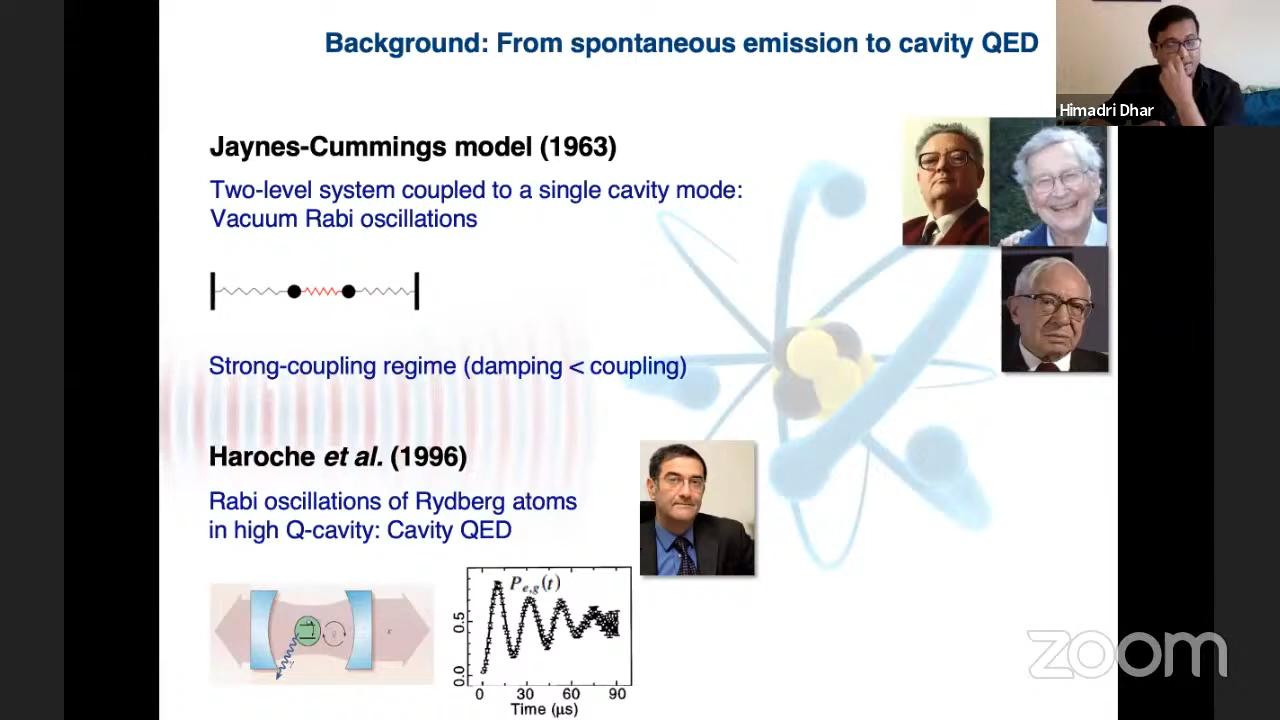 Background: From spontaneous emission to cavity QED
Himadri Dhar
Jaynes-Cummings model (1963)
Two-level system coupled to a single cavity mode:
Vacuum Rabi oscillations
Strong-coupling regime (damping < coupling)
Haroche et al. (1996)
Rabi oscillations of Rydberg atoms
in high Q-cavity: Cavity QED
P e,g (t)
0.5
0.0
0 30 60 90
Time (μs)
zoom